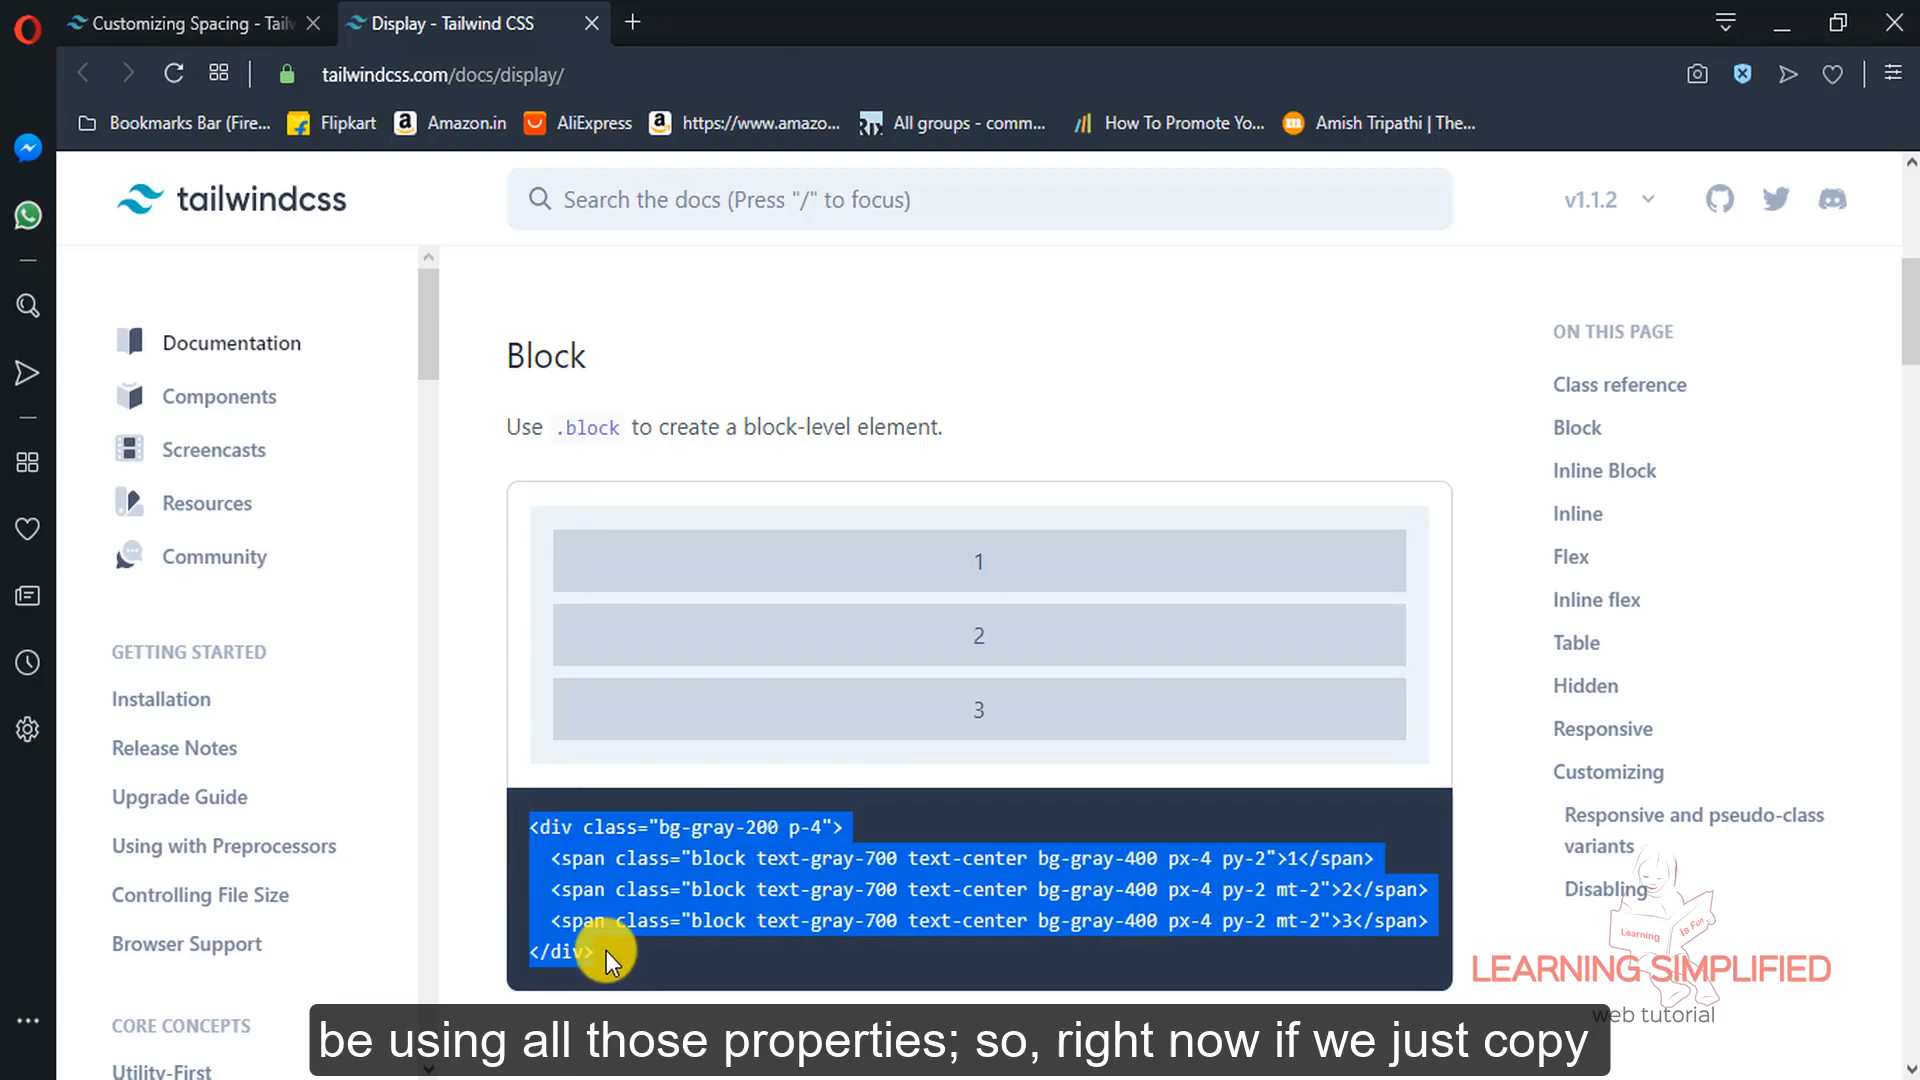 Customizing Spacing - Tailw
Display - Tailwind CSS
tailwindcss.com/docs/display/
Bookmarks Bar (Fire...
Flipkart
Amazon.in
AliExpress
https://www.amazo...
All groups - comm...
How To Promote Yo...
Amish Tripathi | The...
tailwindcss
Search the docs (Press "/" to focus)
v1.1.2
Documentation
Components
Screencasts
Resources
Community
GETTING STARTED
Installation
Release Notes
Upgrade Guide
Using with Preprocessors
Controlling File Size
Browser Support
CORE CONCEPTS
Utility-First
Block
Use .block to create a block-level element.
1
2
3
<div class="bg-gray-200 p-4">
<span class="block text-gray-700 text-center bg-gray-400 px-4 py-2">1</span>
<span class="block text-gray-700 text-center bg-gray-400 px-4 py-2 mt-2">2</span>
<span class="block text-gray-700 text-center bg-gray-400 px-4 py-2 mt-2">3</span>
</div>
ON THIS PAGE
Class reference
Block
Inline Block
Inline
Flex
Inline flex
Table
Hidden
Responsive
Customizing
Responsive and pseudo-class
variants
Disabling
Learning Is Fun
LEARNING SIMPLIFIED
web tutorial
be using all those properties; so, right now if we just copy